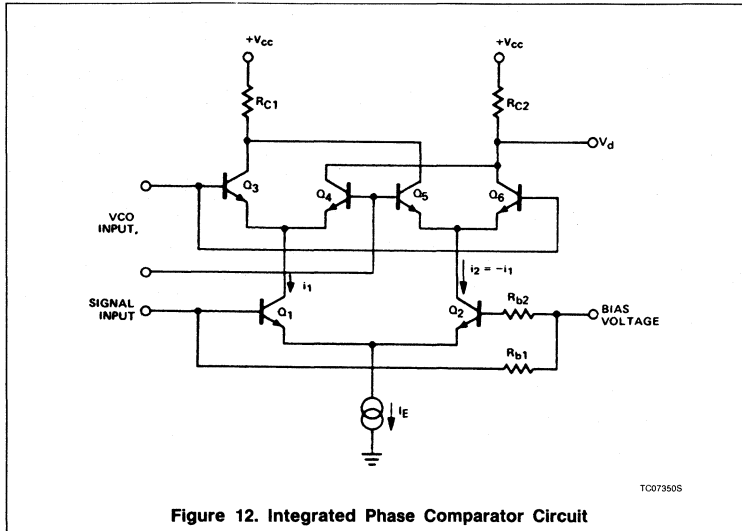 +Vcc
+Vcc
RC1
RC2
Vd
Q3
Q4
Q5
Q6
VCO
INPUT,
i1
i2 = -i1
SIGNAL
INPUT
Q1
Q2
Rb2
BIAS
VOLTAGE
Rb1
IE
TC07350S
Figure 12. Integrated Phase Comparator Circuit